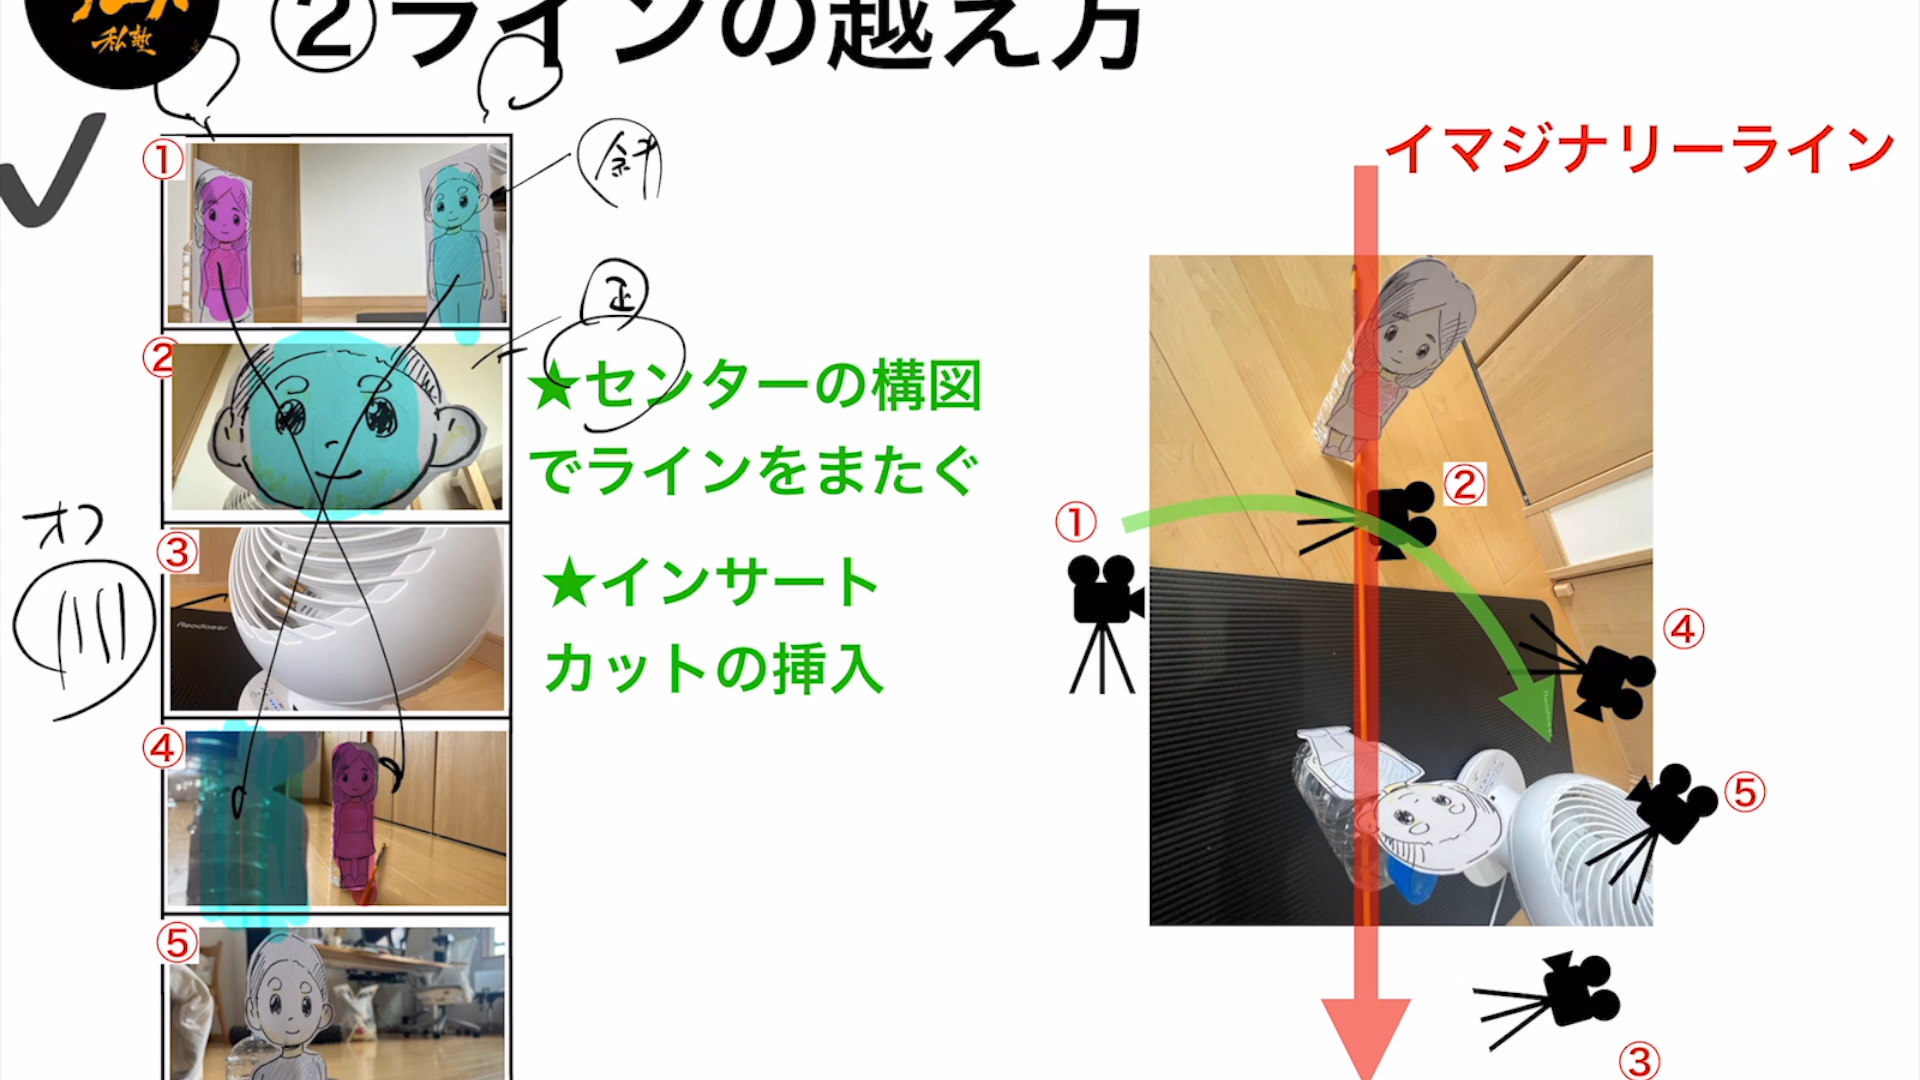 私塾
②ラインの越え方
①
斜
正
②
★センターの構図
でラインをまたぐ
オフ
③
Readaeer
★インサート
カットの挿入
④
⑤
イマジナリーライン
①
②
④
⑤
③